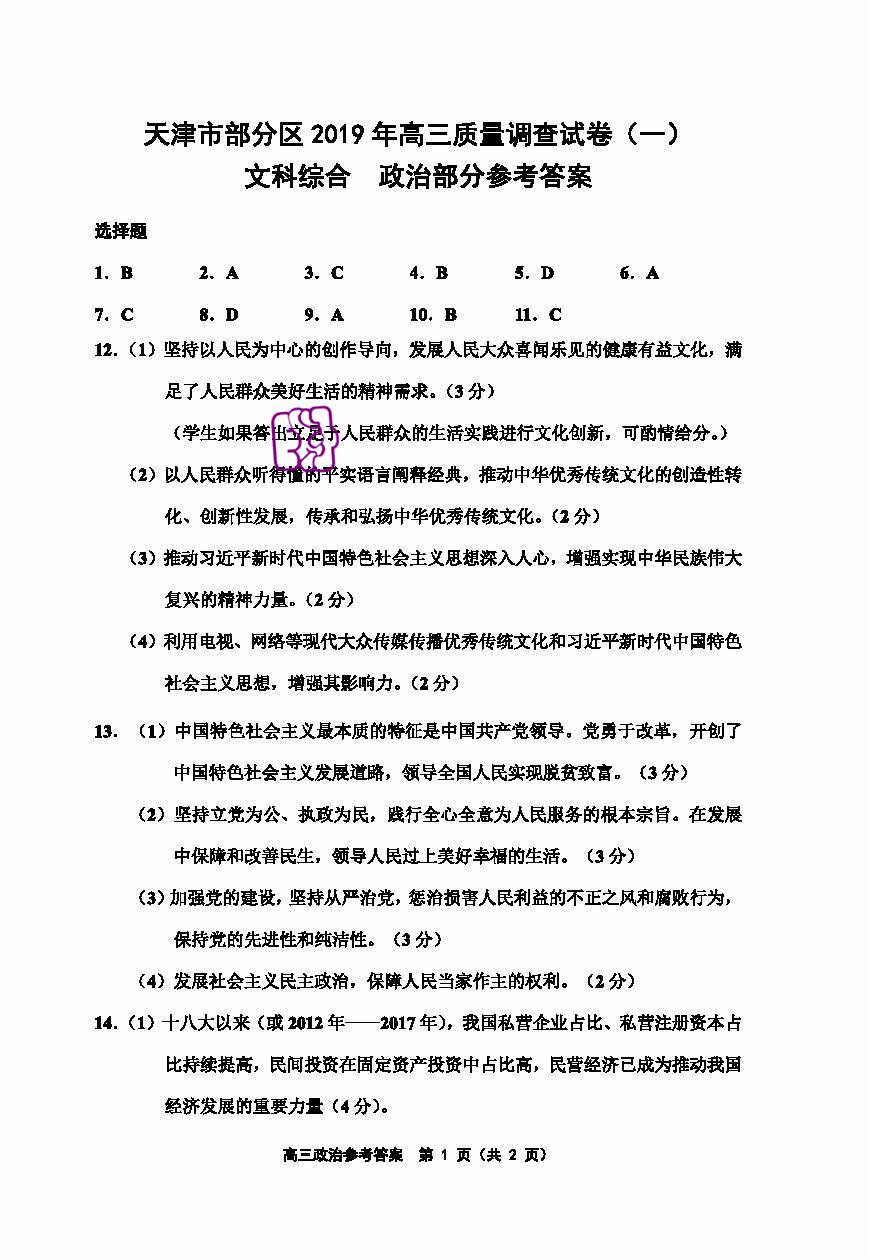 天津市部分区 2019 年高三质量调查试卷（一）
文科综合 政治部分参考答案
选择题
1．B 2．A 3．C 4．B 5．D 6．A
7．C 8．D 9．A 10．B 11．C
12．（1）坚持以人民为中心的创作导向，发展人民大众喜闻乐见的健康有益文化，满
足了人民群众美好生活的精神需求。（3 分）
（学生如果答出立足于人民群众的生活实践进行文化创新，可酌情给分。）
（2）以人民群众听得懂的平实语言阐释经典，推动中华优秀传统文化的创造性转
化、创新性发展，传承和弘扬中华优秀传统文化。（2 分）
（3）推动习近平新时代中国特色社会主义思想深入人心，增强实现中华民族伟大
复兴的精神力量。（2 分）
（4）利用电视、网络等现代大众传媒传播优秀传统文化和习近平新时代中国特色
社会主义思想，增强其影响力。（2 分）
13．（1）中国特色社会主义最本质的特征是中国共产党领导。党勇于改革，开创了
中国特色社会主义发展道路，领导全国人民实现脱贫致富。（3 分）
（2）坚持立党为公、执政为民，践行全心全意为人民服务的根本宗旨。在发展
中保障和改善民生，领导人民过上美好幸福的生活。（3 分）
（3）加强党的建设，坚持从严治党，惩治损害人民利益的不正之风和腐败行为，
保持党的先进性和纯洁性。（3 分）
（4）发展社会主义民主政治，保障人民当家作主的权利。（2 分）
14．（1）十八大以来（或 2012 年——2017 年），我国私营企业占比、私营注册资本占
比持续提高，民间投资在固定资产投资中占比高，民营经济已成为推动我国
经济发展的重要力量（4 分）。
高三政治参考答案 第 1 页（共 2 页）